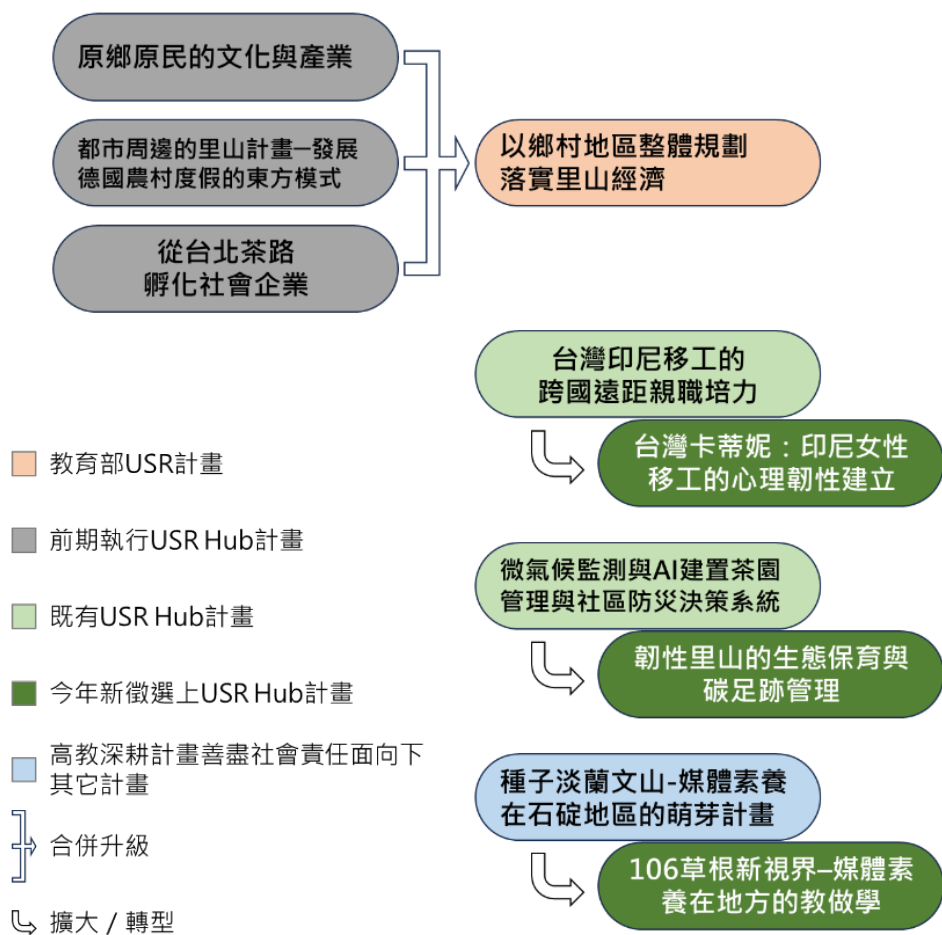 原鄉原民的文化與產業
都市周邊的里山計畫—發展
德國農村度假的東方模式
從台北茶路
孵化社會企業
以鄉村地區整體規劃
落實里山經濟
台灣印尼移工的
跨國遠距親職培力
台灣卡蒂妮：印尼女性
移工的心理韌性建立
微氣候監測與AI建置茶園
管理與社區防災決策系統
韌性里山的生態保育與
碳足跡管理
種子淡蘭文山-媒體素養
在石碇地區的萌芽計畫
106草根新視界—媒體素
養在地方的教做學
教育部USR計畫
前期執行USR Hub計畫
既有USR Hub計畫
今年新徵選上USR Hub計畫
高教深耕計畫善盡社會責任面向下
其它計畫
合併升級
擴大 / 轉型